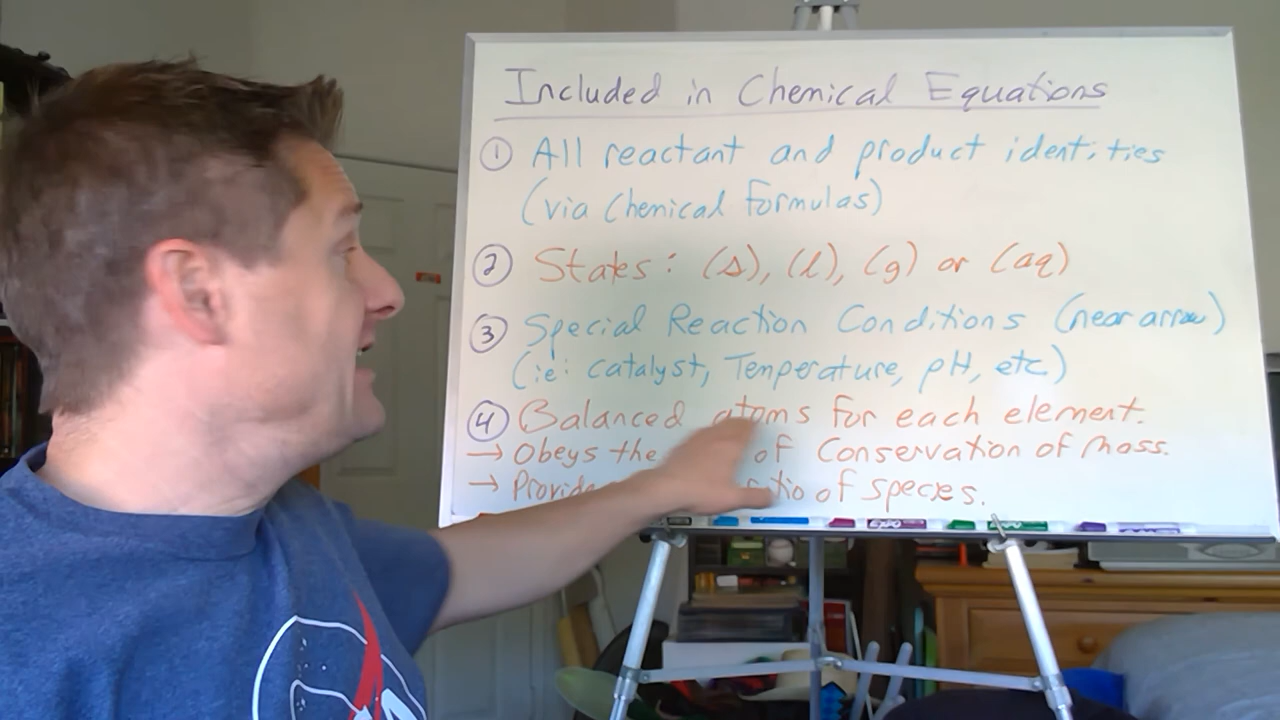 Included in Chemical Equations
① All reactant and product identities
(via Chemical Formulas)
② States: (s), (l), (g) or (aq)
③ Special Reaction Conditions (near arrow)
(ie: catalyst, Temperature, pH, etc.)
④ Balanced atoms for each element.
→ Obeys the of Conservation of Mass.
→ of species.
EXPO